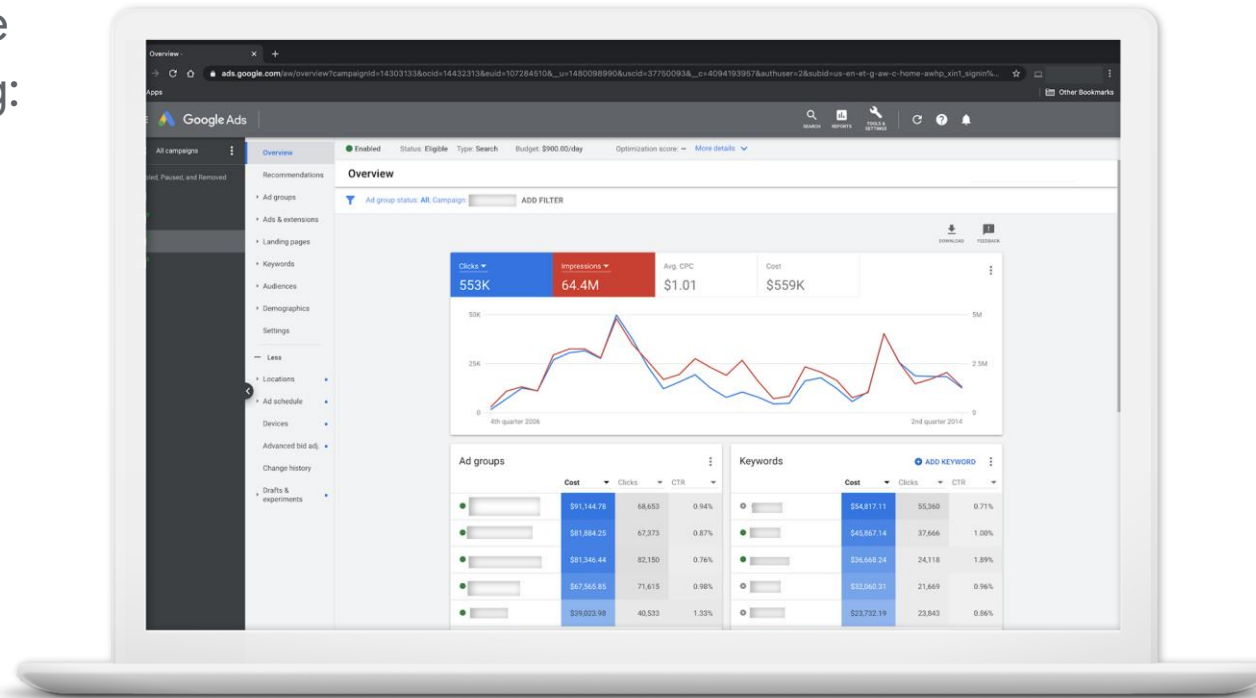 g:
Overview -
ads.google.com/aw/overview?campaignId=14303133&ocid=14432313&euid=107284510&__u=1480098990&uscid=37750093&__c=4094193957&authuser=2&subid=us-en-et-g-aw-c-home-awhp_xin1_signin%...
Apps
Other Bookmarks
Google Ads
SEARCH REPORTS TOOLS & SETTINGS
All campaigns
Paused, and Removed
Overview
Recommendations
Ad groups
Ads & extensions
Landing pages
Keywords
Audiences
Demographics
Settings
Less
Locations
Ad schedule
Devices
Advanced bid adj.
Change history
Drafts &
experiments
Enabled Status: Eligible Type: Search Budget: $900.00/day Optimization score: – More details
Overview
Ad group status: All; Campaign: ADD FILTER
DOWNLOAD FEEDBACK
Clicks Impressions Avg. CPC Cost
553K 64.4M $1.01 $559K
50K 5M
25K 2.5M
0 0
4th quarter 2006 2nd quarter 2014
Ad groups
Cost Clicks CTR
$91,144.78 68,653 0.94%
$81,884.25 67,373 0.87%
$81,346.44 82,150 0.76%
$67,565.85 71,615 0.98%
$39,023.98 40,533 1.33%
Keywords ADD KEYWORD
Cost Clicks CTR
$54,817.11 55,360 0.71%
$45,867.14 37,666 1.00%
$36,668.24 24,118 1.89%
$32,060.31 21,669 0.96%
$23,732.19 23,843 0.86%